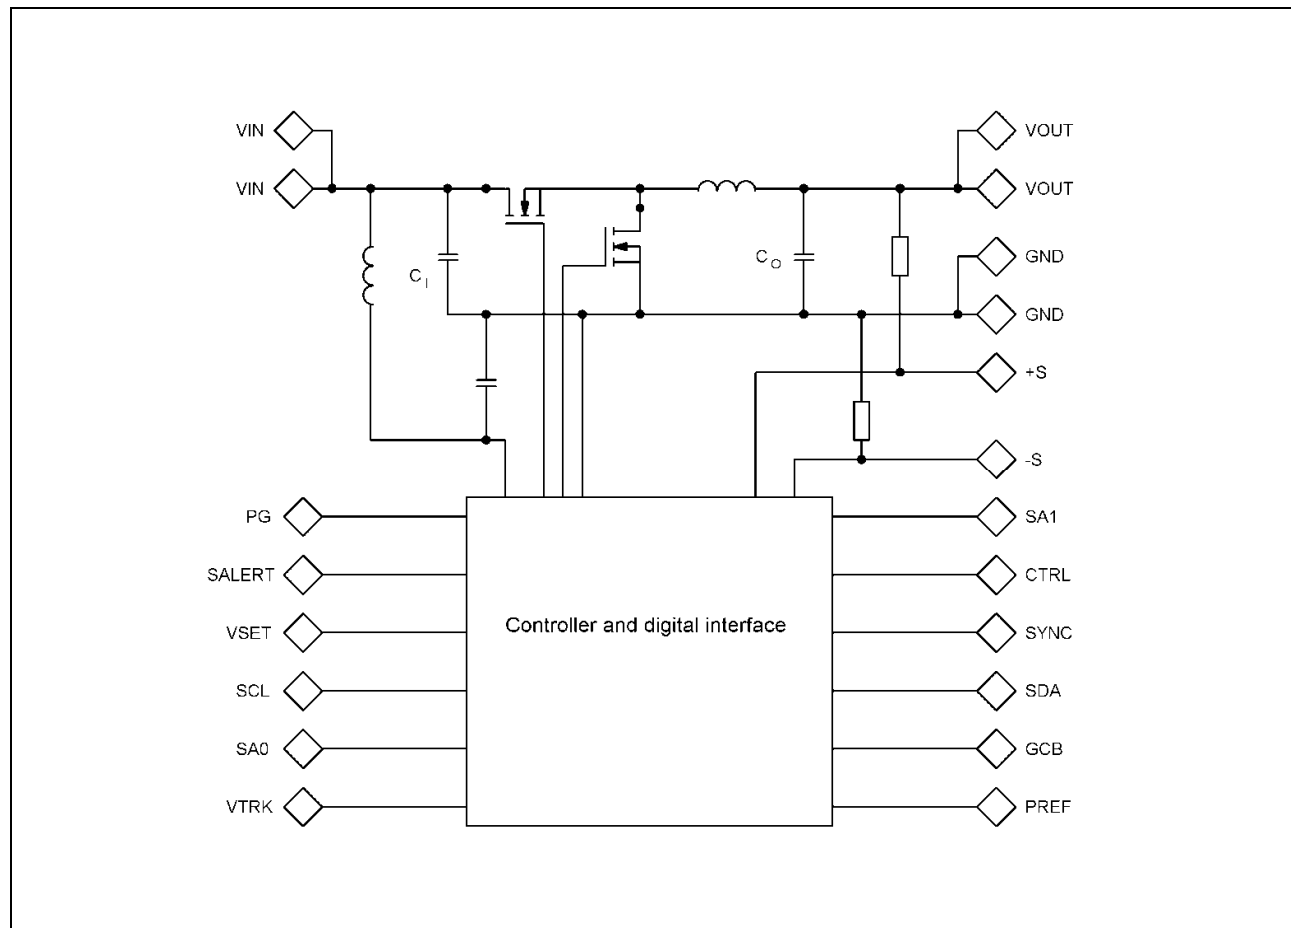 VIN
VOUT
VIN
VOUT
GND
C I
C O
GND
+S
-S
PG
SA1
SALERT
CTRL
Controller and digital interface
VSET
SYNC
SCL
SDA
SA0
GCB
VTRK
PREF